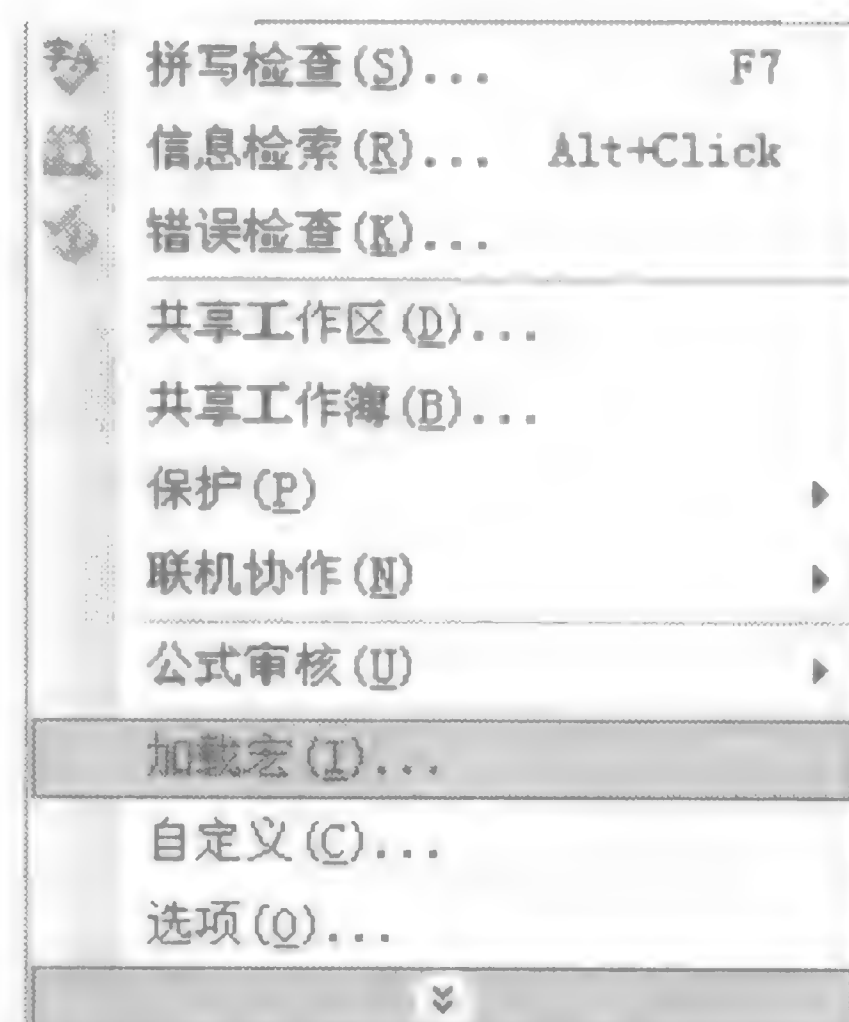 拼写检查(S)... F7
信息检索(R)... Alt+Click
错误检查(K)...
共享工作区(D)...
共享工作簿(B)...
保护(P)
联机协作(N)
公式审核(U)
加载宏(I)...
自定义(C)...
选项(O)...